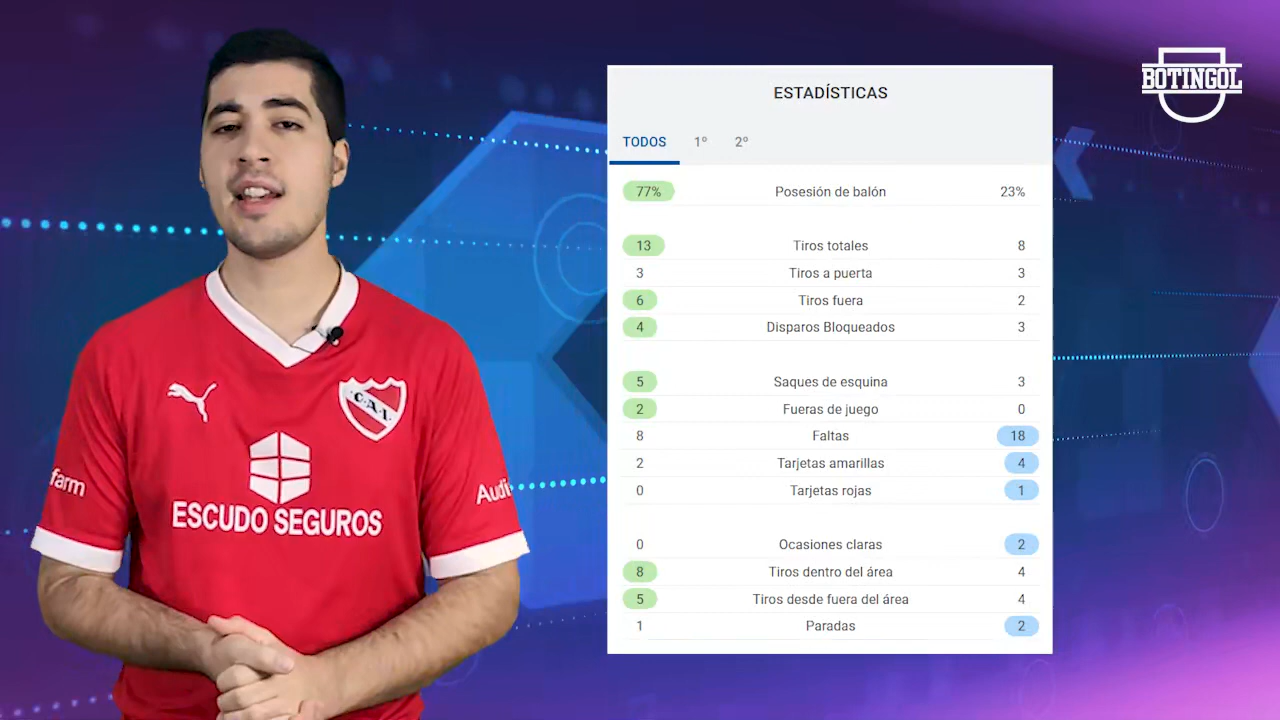 BOTINGOL
ESTADÍSTICAS
TODOS 1º 2º
77% Posesión de balón 23%
13 Tiros totales 8
3 Tiros a puerta 3
6 Tiros fuera 2
4 Disparos Bloqueados 3
5 Saques de esquina 3
2 Fueras de juego 0
8 Faltas 18
2 Tarjetas amarillas 4
0 Tarjetas rojas 1
0 Ocasiones claras 2
8 Tiros dentro del área 4
5 Tiros desde fuera del área 4
1 Paradas 2
C.A.I.
farm
Audi
ESCUDO SEGUROS